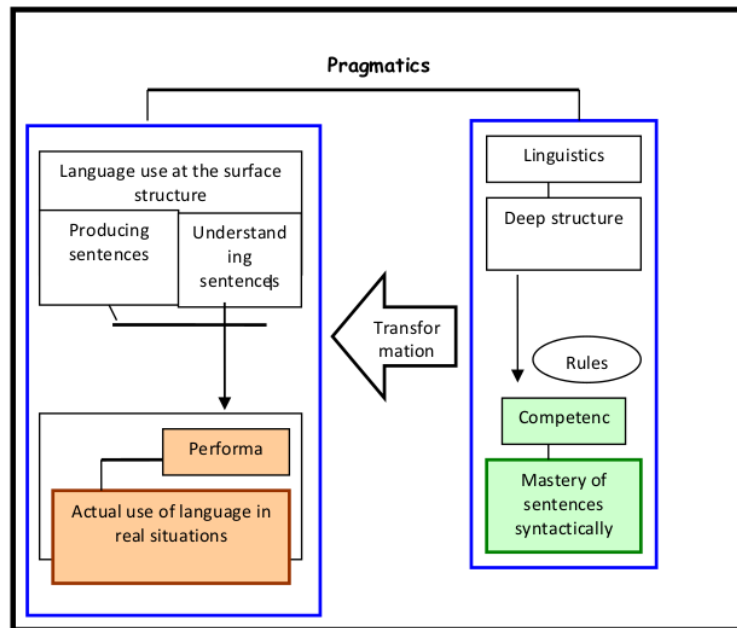 Pragmatics
Language use at the surface
structure
Producing
sentences
Understand
ing
sentences
Performa
Actual use of language in
real situations
Transfor
mation
Linguistics
Deep structure
Rules
Competenc
Mastery of
sentences
syntactically